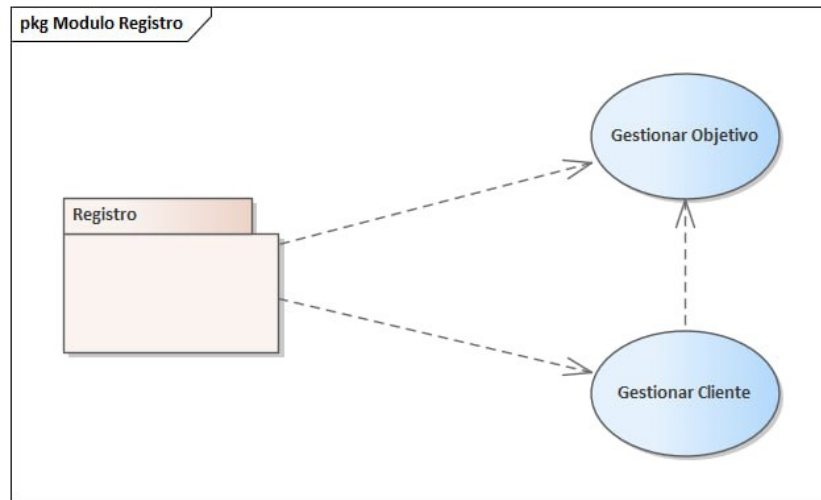 pkg Modulo Registro
Gestionar Objetivo
Registro
Gestionar Cliente